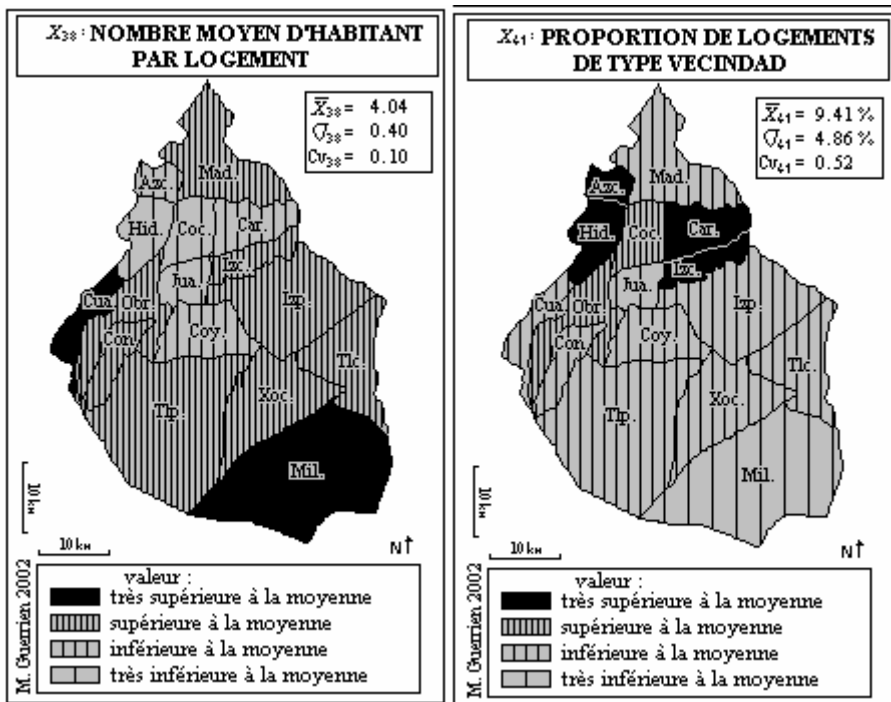 X38 : NOMBRE MOYEN D'HABITANT
PAR LOGEMENT
X̅38 = 4.04
σ38 = 0.40
Cv38 = 0.10
Mad.
Azc.
Hid.
Coc.
Car.
Izc.
Jua.
Cua.
Obr.
Izp.
Con.
Coy.
Tlc.
Tlp.
Xoc.
Mil.
10 km
10 km
N↑
M. Guerrien 2002
valeur :
très supérieure à la moyenne
supérieure à la moyenne
inférieure à la moyenne
très inférieure à la moyenne
X41 : PROPORTION DE LOGEMENTS
DE TYPE VECINDAD
X̅41 = 9.41 %
σ41 = 4.86 %
Cv41 = 0.52
Mad.
Azc.
Hid.
Coc.
Car.
Izc.
Jua.
Cua.
Obr.
Izp.
Con.
Coy.
Tlc.
Tlp.
Xoc.
Mil.
10 km
10 km
N↑
M. Guerrien 2002
valeur :
très supérieure à la moyenne
supérieure à la moyenne
inférieure à la moyenne
très inférieure à la moyenne